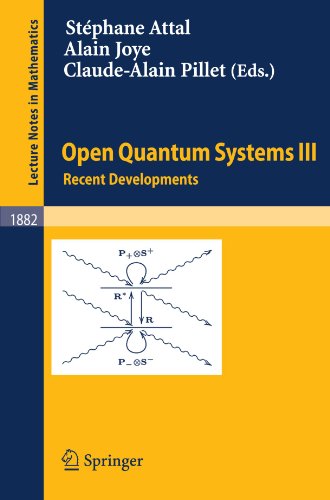 Stéphane Attal
Alain Joye
Claude-Alain Pillet (Eds.)
Lecture Notes in Mathematics
Open Quantum Systems III
Recent Developments
1882
P₊⊗S⁺
R*
R
P₋⊗S⁻
Springer